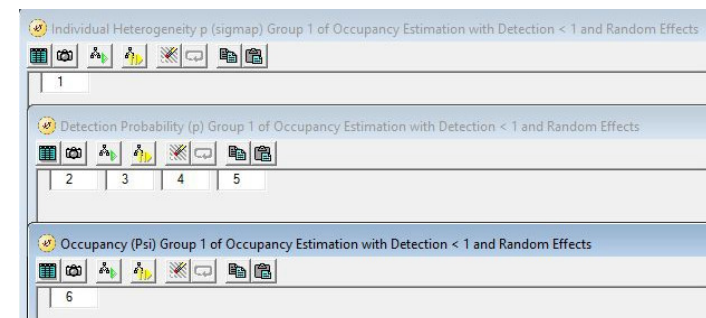 Individual Heterogeneity p (sigmap) Group 1 of Occupancy Estimation with Detection < 1 and Random Effects
1
Detection Probability (p) Group 1 of Occupancy Estimation with Detection < 1 and Random Effects
2 3 4 5
Occupancy (Psi) Group 1 of Occupancy Estimation with Detection < 1 and Random Effects
6